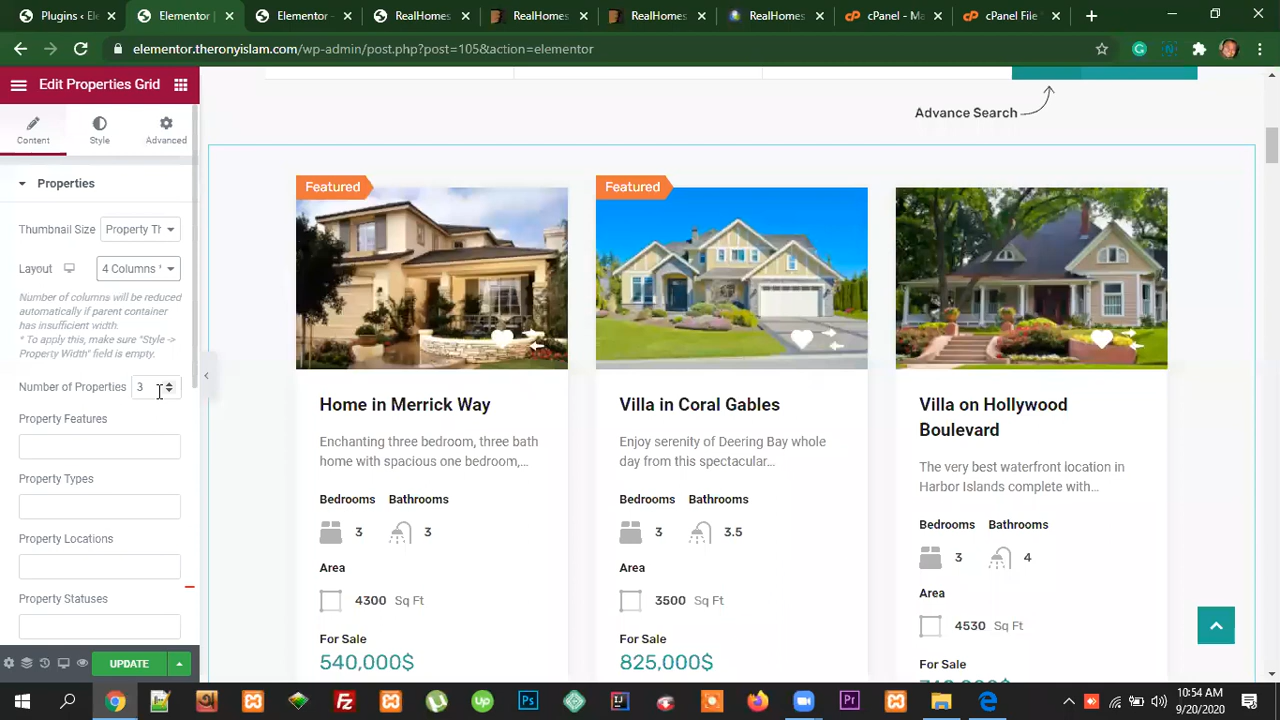 Plugins
Elementor
Elementor -
RealHomes
RealHomes
RealHomes
RealHomes
cPanel - Ma
cPanel File
elementor.theronyislam.com/wp-admin/post.php?post=105&action=elementor
Edit Properties Grid
Content
Style
Advanced
Properties
Thumbnail Size
Property Th
Layout
4 Columns
Number of columns will be reduced
automatically if parent container
has insufficient width.
* To apply this, make sure "Style ->
Property Width" field is empty.
Number of Properties
3
Property Features
Property Types
Property Locations
Property Statuses
UPDATE
Advance Search
Featured
Home in Merrick Way
Enchanting three bedroom, three bath
home with spacious one bedroom,...
Bedrooms Bathrooms
3 3
Area
4300 Sq Ft
For Sale
540,000$
Featured
Villa in Coral Gables
Enjoy serenity of Deering Bay whole
day from this spectacular...
Bedrooms Bathrooms
3 3.5
Area
3500 Sq Ft
For Sale
825,000$
Villa on Hollywood
Boulevard
The very best waterfront location in
Harbor Islands complete with...
Bedrooms Bathrooms
3 4
Area
4530 Sq Ft
For Sale
10:54 AM
9/20/2020